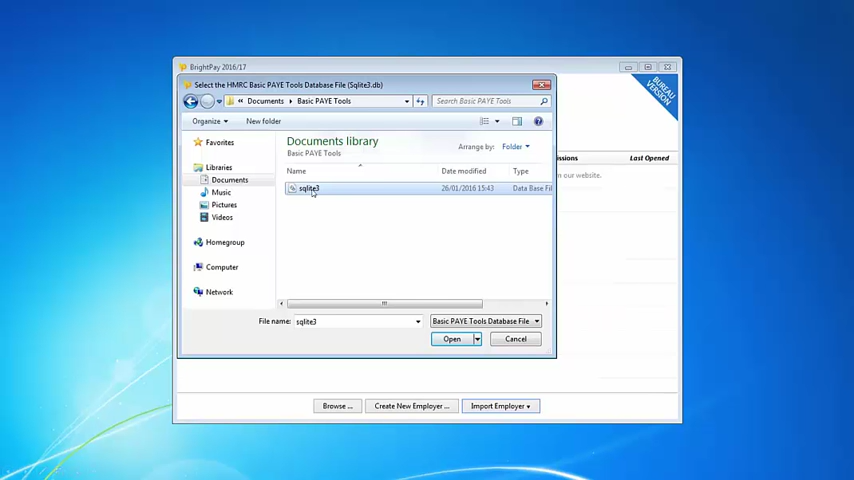 BrightPay 2016/17
Select the HMRC Basic PAYE Tools Database File (Sqlite3.db)
BUREAU VERSION
« Documents ▸ Basic PAYE Tools
Search Basic PAYE Tools
Organize
New folder
Favorites
Libraries
Documents
Music
Pictures
Videos
Homegroup
Computer
Network
Documents library
Basic PAYE Tools
Arrange by: Folder
Name Date modified Type
sqlite3 26/01/2016 15:43 Data Base Fil
issions Last Opened
on our website.
File name: sqlite3
Basic PAYE Tools Database File
Open
Cancel
Browse ...
Create New Employer ...
Import Employer